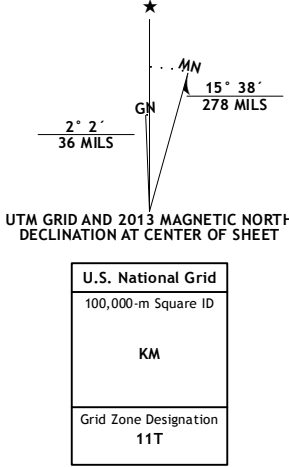 ★
MN
15° 38´
278 MILS
GN
2° 2´
36 MILS
UTM GRID AND 2013 MAGNETIC NORTH
DECLINATION AT CENTER OF SHEET
U.S. National Grid
100,000-m Square ID
KM
Grid Zone Designation
11T